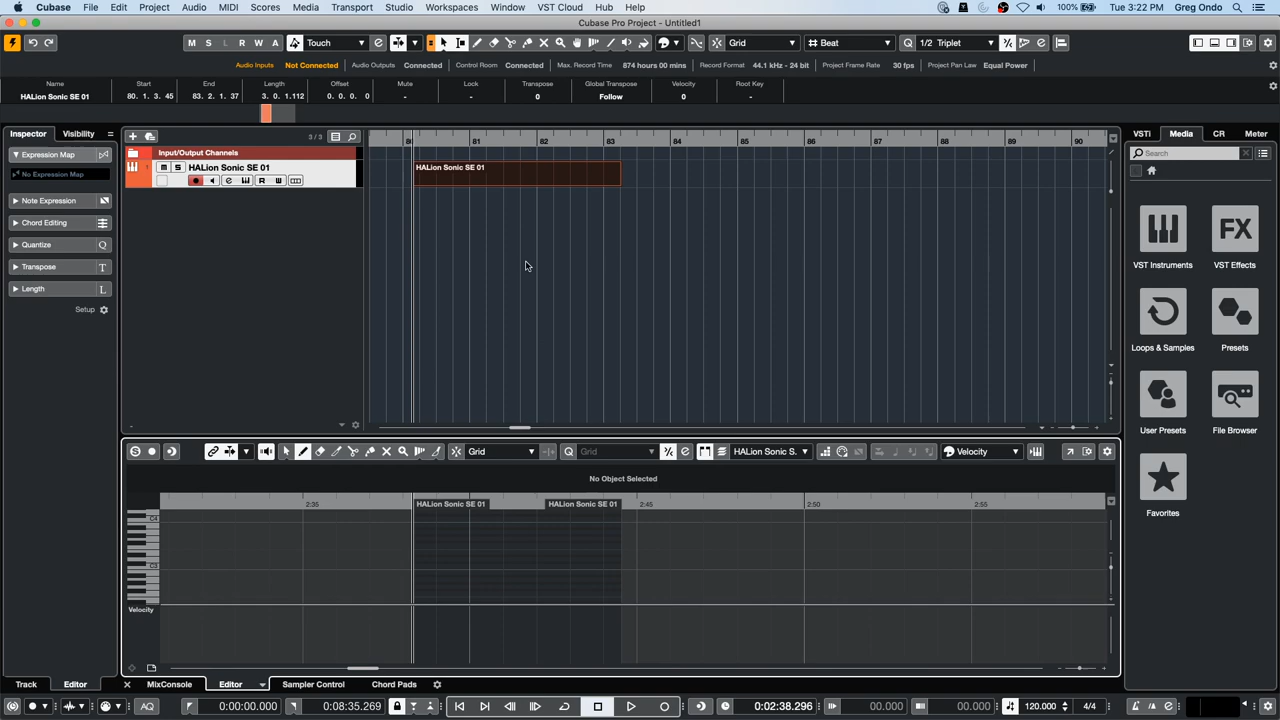 Cubase File Edit Project Audio MIDI Scores Media Transport Studio Workspaces Window VST Cloud Hub Help 100% Tue 3:22 PM Greg Ondo
Cubase Pro Project - Untitled1
M S L R W A Touch Grid Beat Q 1/2 Triplet
Audio Inputs Not Connected Audio Outputs Connected Control Room Connected Max. Record Time 874 hours 00 mins Record Format 44.1 kHz - 24 bit Project Frame Rate 30 fps Project Pan Law Equal Power
Name Start End Length Offset Mute Lock Transpose Global Transpose Velocity Root Key
HALion Sonic SE 01 80. 1. 3. 45 83. 2. 1. 37 3. 0. 1.112 0. 0. 0. 0 - - 0 Follow 0 -
Inspector Visibility 3 / 3 80 81 82 83 84 85 86 87 88 89 90 VSTi Media CR Meter
Input/Output Channels
Search
Expression Map
No Expression Map
Note Expression
Chord Editing
Quantize Q
Transpose T
Length L
Setup
1 M S HALion Sonic SE 01
R W
HALion Sonic SE 01
VST Instruments VST Effects
FX
Loops & Samples Presets
User Presets File Browser
Favorites
S Grid Q Grid HALion Sonic S. Velocity
No Object Selected
2:35 HALion Sonic SE 01 HALion Sonic SE 01 2:45 2:50 2:55
C4
C3
Velocity
Track Editor MixConsole Editor Sampler Control Chord Pads
AQ 0:00:00.000 0:08:35.269 0:02:38.296 00.000 00.000 120.000 4/4